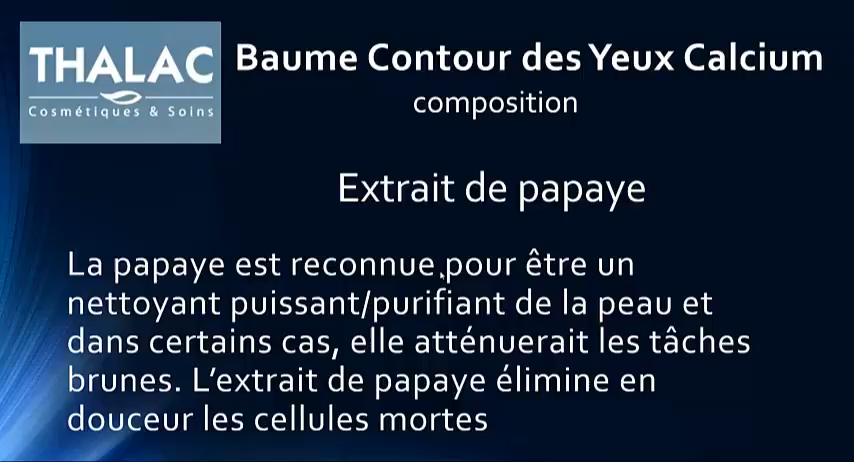 THALAC
Cosmétiques & Soins
Baume Contour des Yeux Calcium
composition
Extrait de papaye
La papaye est reconnue pour être un
nettoyant puissant/purifiant de la peau et
dans certains cas, elle atténuerait les tâches
brunes. L’extrait de papaye élimine en
douceur les cellules mortes